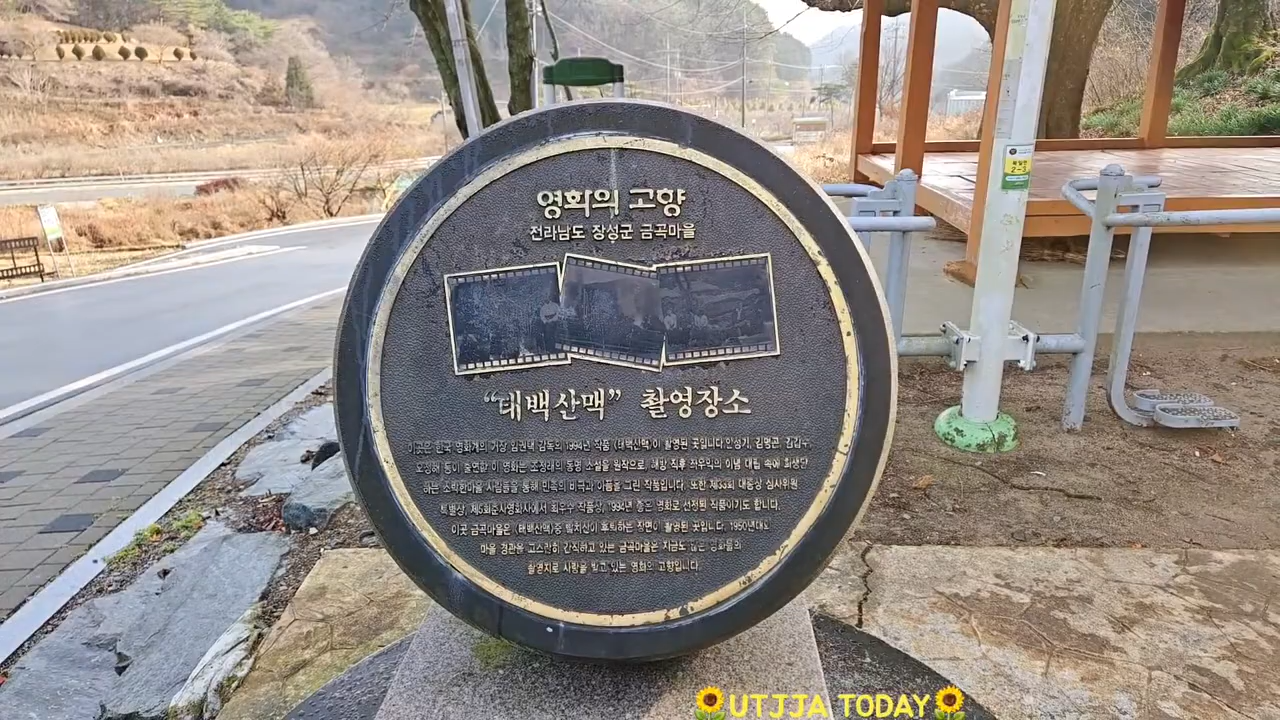 영화의 고향
전라남도 장성군 금곡마을
“태백산맥” 촬영장소
이곳은 한국 영화계의 거장 임권택 감독의 1994년 작품 《태백산맥》이 촬영된 곳입니다. 안성기, 김명곤, 김갑수,
오정해 등이 출연한 이 영화는 조정래의 동명 소설을 원작으로, 해방 직후 좌우익의 이념 대립 속에 희생당
하는 소박한마을 사람들을 통해 민족의 비극과 아픔을 그린 작품입니다. 또한 제33회 대종상 심사위원
특별상, 제5회춘사영화사에서 최우수 작품상, 1994년 좋은 영화로 선정된 작품이기도 합니다.
이곳 금곡마을은 《태백산맥》중 빨치산이 후퇴하는 장면이 촬영된 곳입니다. 1950년대의
마을 경관을 고스란히 간직하고 있는 금곡마을은 지금도 많은 영화들의
촬영지로 사랑을 받고 있는 영화의 고향입니다.
2-3
UTJJA TODAY